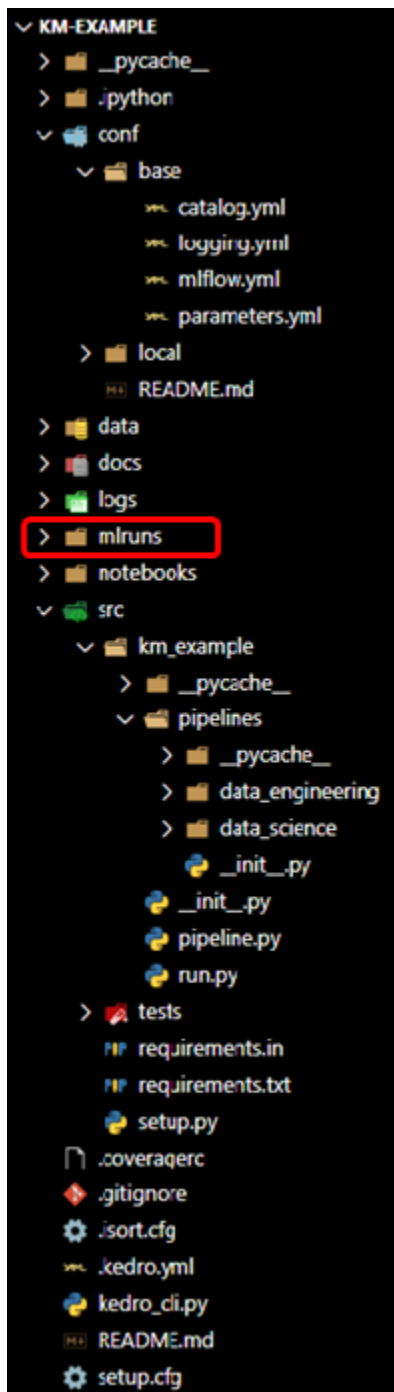 KM-EXAMPLE
__pycache__
.ipython
conf
base
catalog.yml
logging.yml
mlflow.yml
parameters.yml
local
README.md
data
docs
logs
mlruns
notebooks
src
km_example
__pycache__
pipelines
__pycache__
data_engineering
data_science
__init__.py
__init__.py
pipeline.py
run.py
tests
requirements.in
requirements.txt
setup.py
.coveragerc
.gitignore
.isort.cfg
.kedro.yml
kedro_cli.py
README.md
setup.cfg